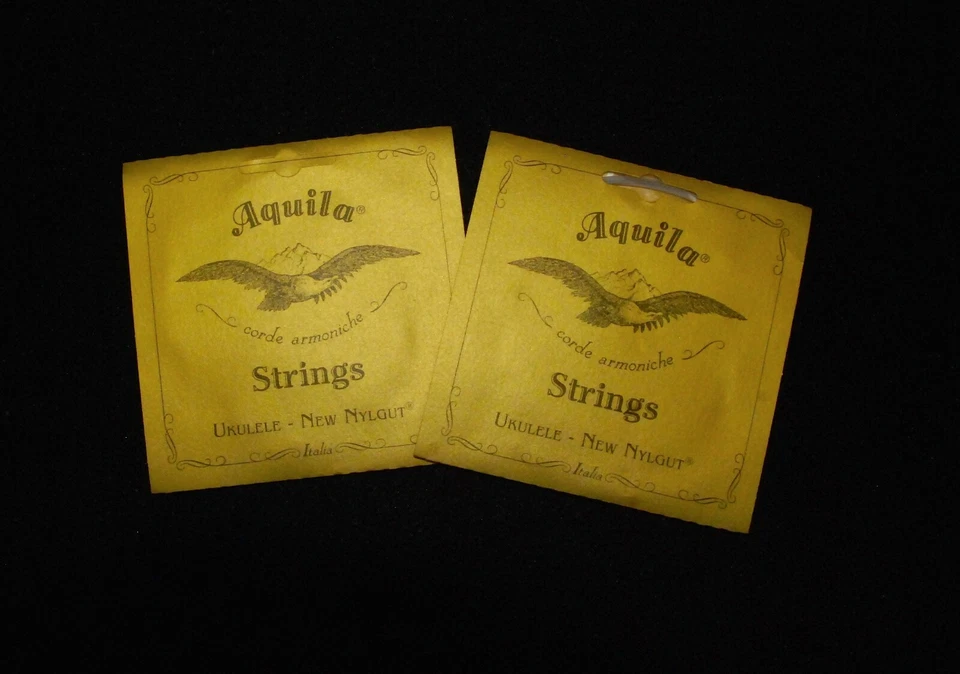 Aquila®
corde armoniche
Strings
UKULELE - NEW NYLGUT®
Italia
Aquila®
corde armoniche
Strings
UKULELE - NEW NYLGUT®
Italia